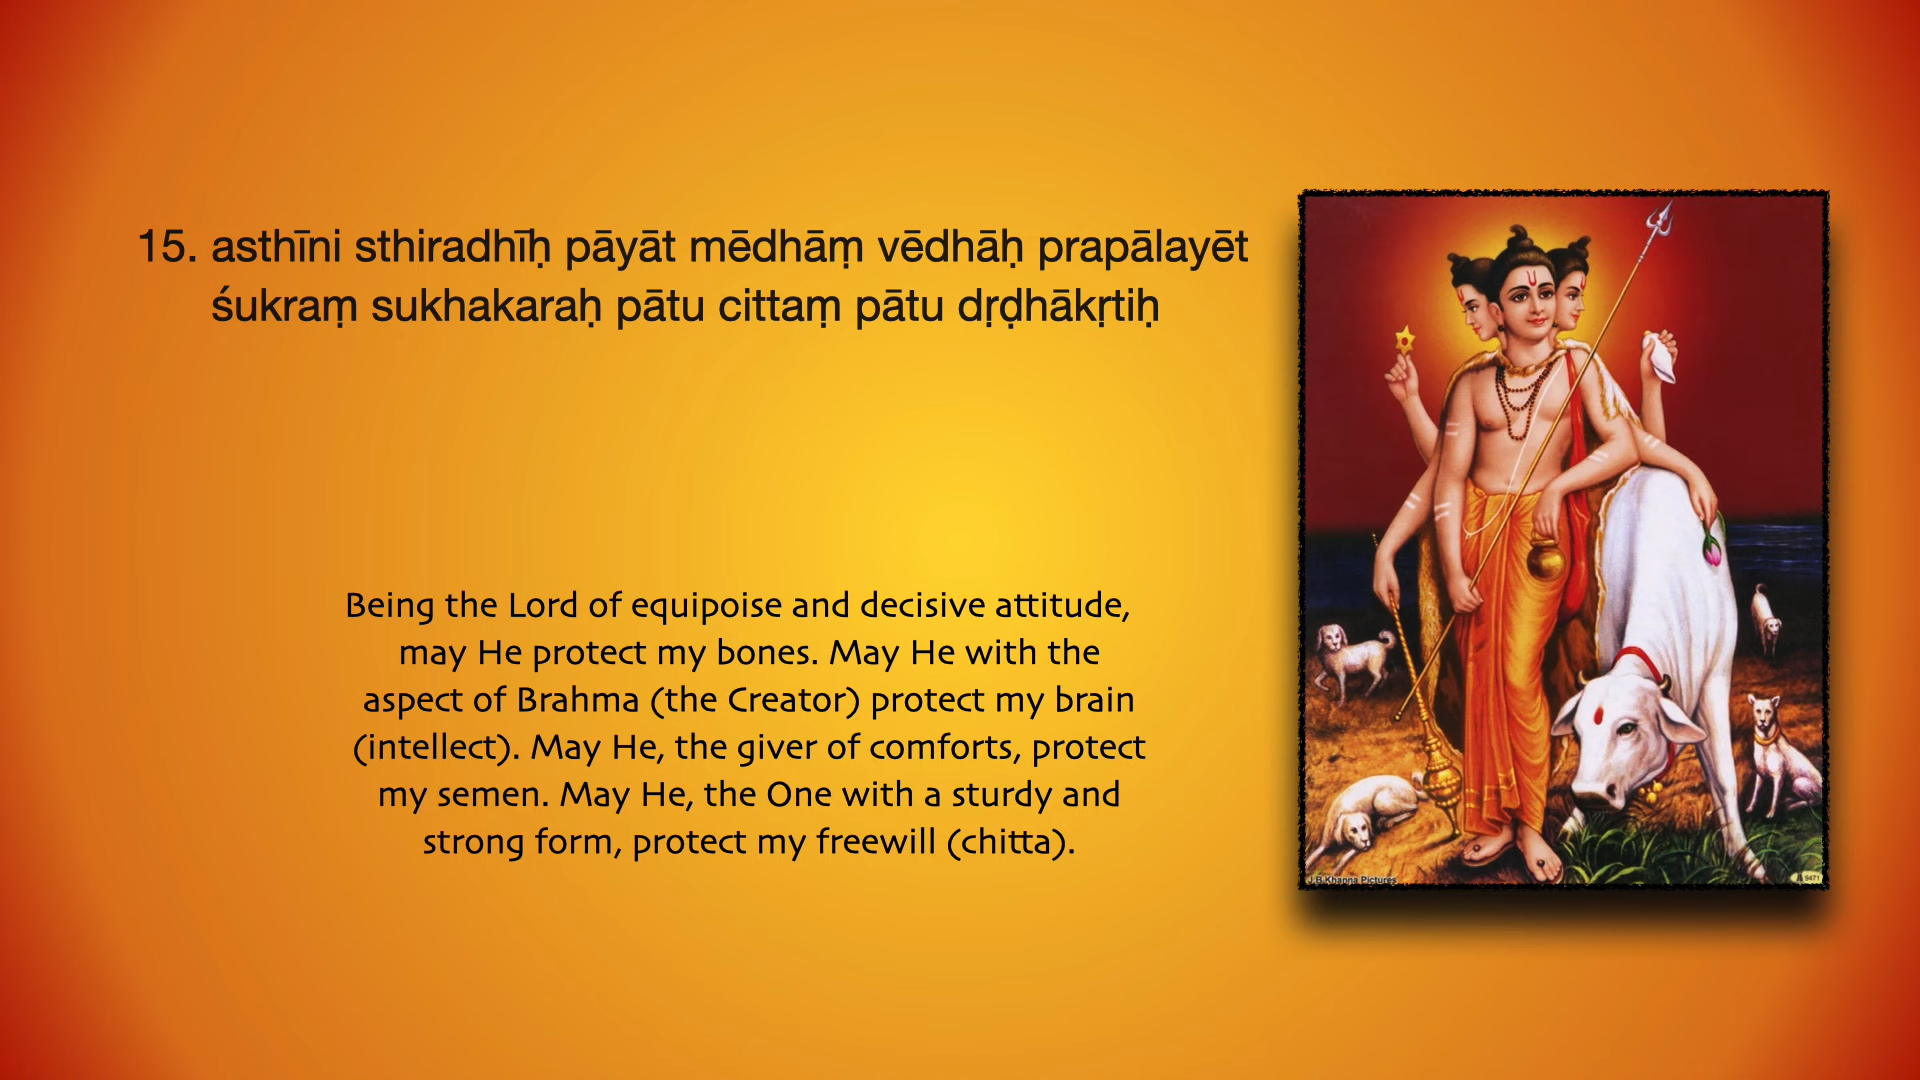 15. asthīni sthiradhīḥ pāyāt mēdhāṃ vēdhāḥ prapālayēt
śukraṃ sukhakaraḥ pātu cittaṃ pātu dṛḍhākṛtiḥ
Being the Lord of equipoise and decisive attitude,
may He protect my bones. May He with the
aspect of Brahma (the Creator) protect my brain
(intellect). May He, the giver of comforts, protect
my semen. May He, the One with a sturdy and
strong form, protect my freewill (chitta).
J.B.Khanna Pictures
9471